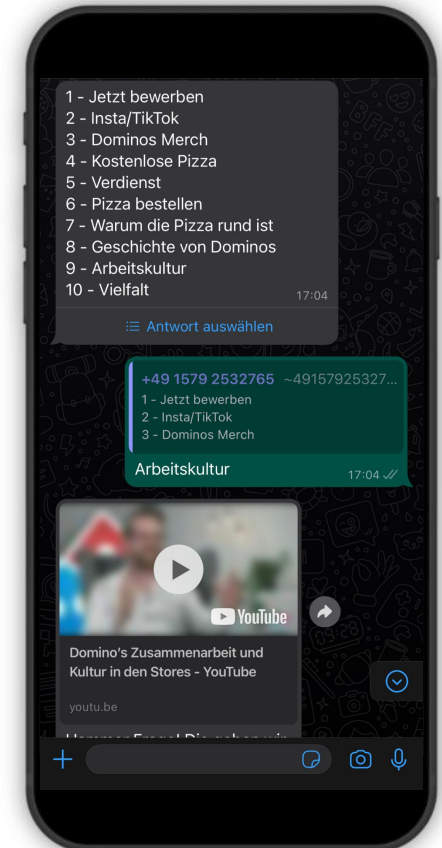 1 - Jetzt bewerben
2 - Insta/TikTok
3 - Dominos Merch
4 - Kostenlose Pizza
5 - Verdienst
6 - Pizza bestellen
7 - Warum die Pizza rund ist
8 - Geschichte von Dominos
9 - Arbeitskultur
10 - Vielfalt
17:04
Antwort auswählen
+49 1579 2532765 ~49157925327...
1 - Jetzt bewerben
2 - Insta/TikTok
3 - Dominos Merch
Arbeitskultur
17:04
YouTube
Domino's Zusammenarbeit und
Kultur in den Stores - YouTube
youtu.be